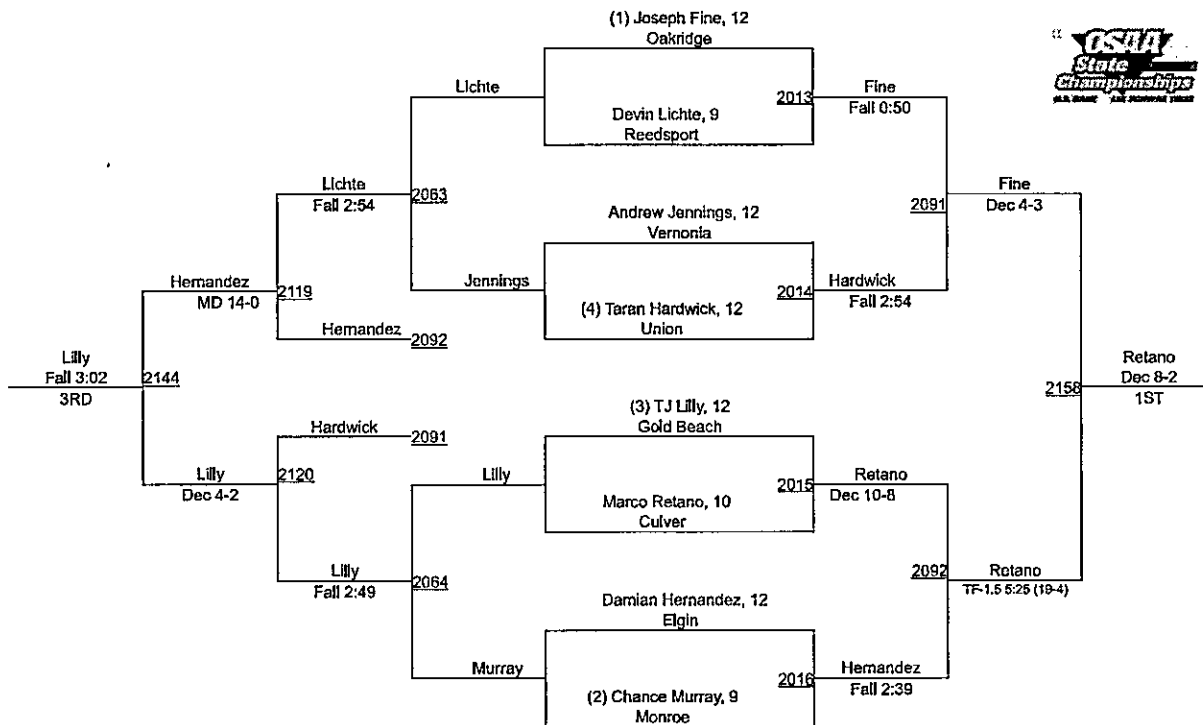 (1) Joseph Fine, 12
Oakridge
OSAA
State
Championships
Lichte
2013
Fine
Fall 0:50
Devin Lichte, 9
Reedsport
Lichte
Fall 2:54
2063
Fine
Dec 4-3
2091
Andrew Jennings, 12
Vernonia
Hernandez
MD 14-0
2119
Jennings
2014
Hardwick
Fall 2:54
(4) Taran Hardwick, 12
Union
Hernandez
2092
Lilly
Fall 3:02
3RD
2144
Retano
Dec 8-2
1ST
2158
(3) TJ Lilly, 12
Gold Beach
Hardwick
2091
Lilly
Dec 4-2
2120
Lilly
2015
Retano
Dec 10-8
Marco Retano, 10
Culver
Lilly
Fall 2:49
2064
2092
Retano
TF-1.5 5:25 (19-4)
Damian Hernandez, 12
Elgin
Murray
2016
Hernandez
Fall 2:39
(2) Chance Murray, 9
Monroe